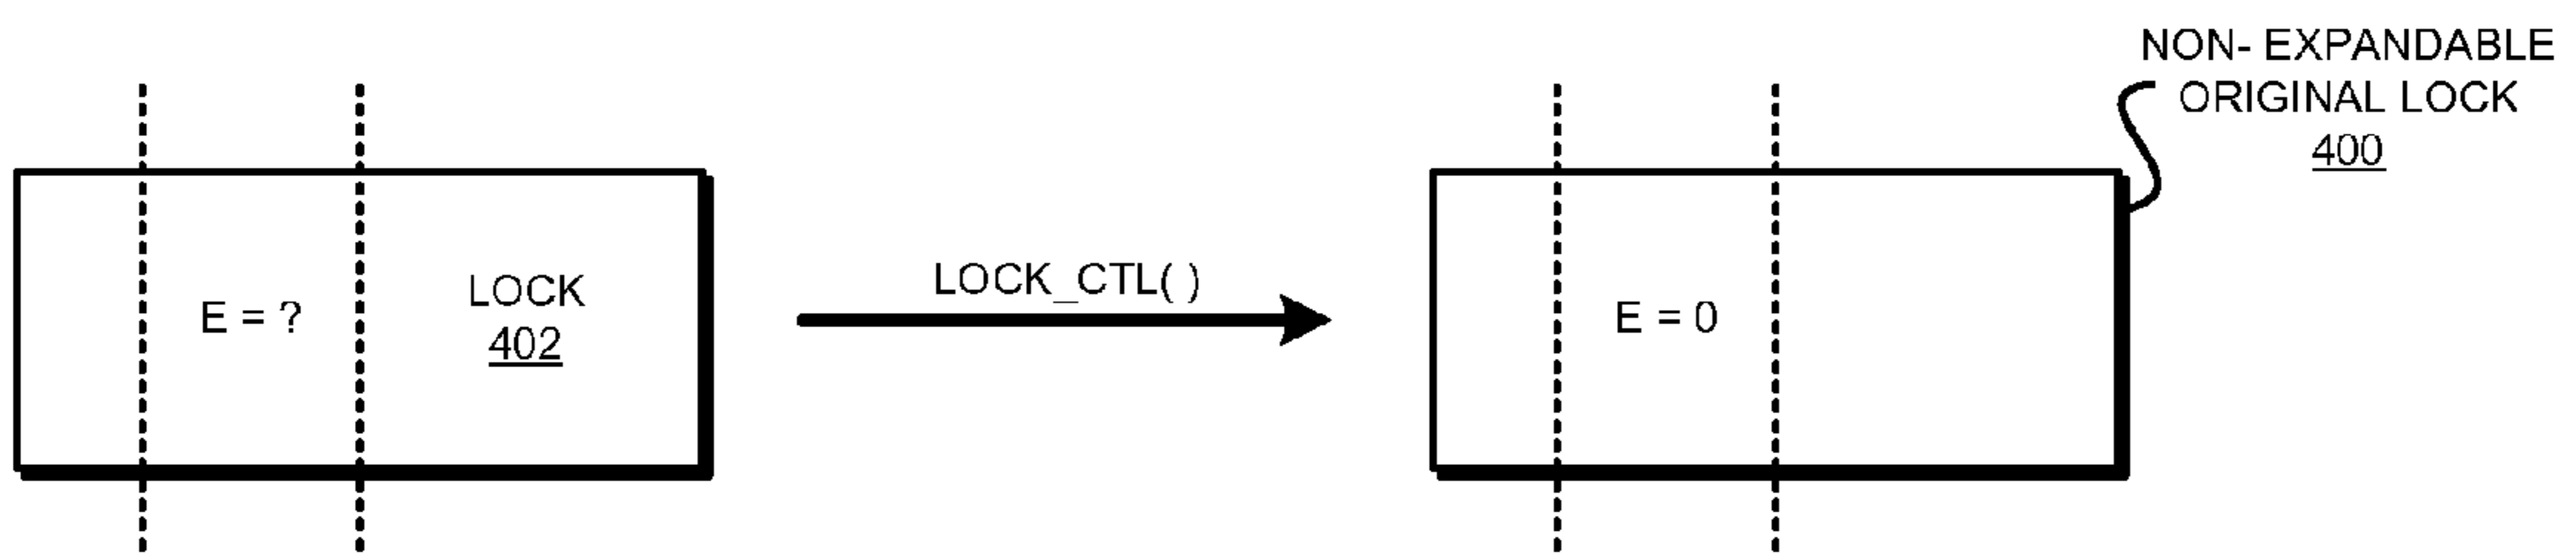 NON- EXPANDABLE
ORIGINAL LOCK
400
E = ?
LOCK
402
LOCK_CTL( )
E = 0